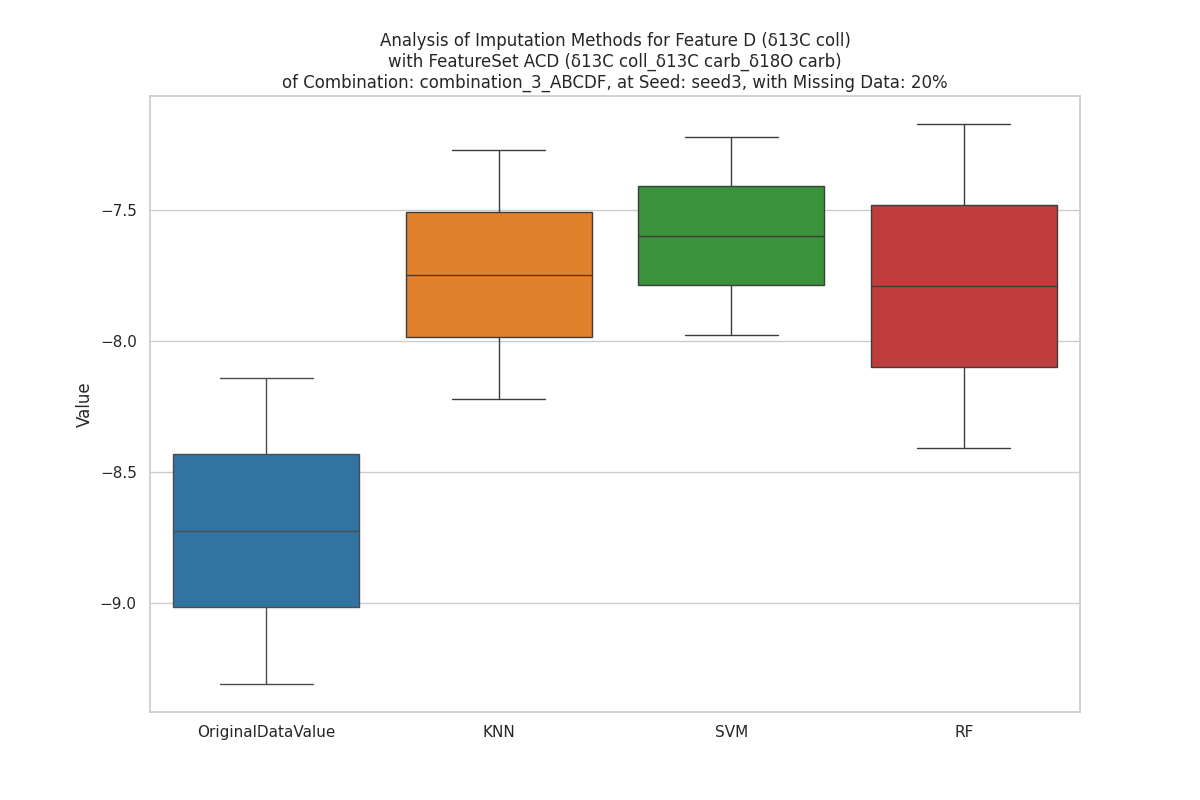 Analysis of Imputation Methods for Feature D (δ13C coll)
with FeatureSet ACD (δ13C coll_δ13C carb_δ18O carb)
of Combination: combination_3_ABCDF, at Seed: seed3, with Missing Data: 20%
−7.5
−8.0
−8.5
−9.0
Value
OriginalDataValue
KNN
SVM
RF